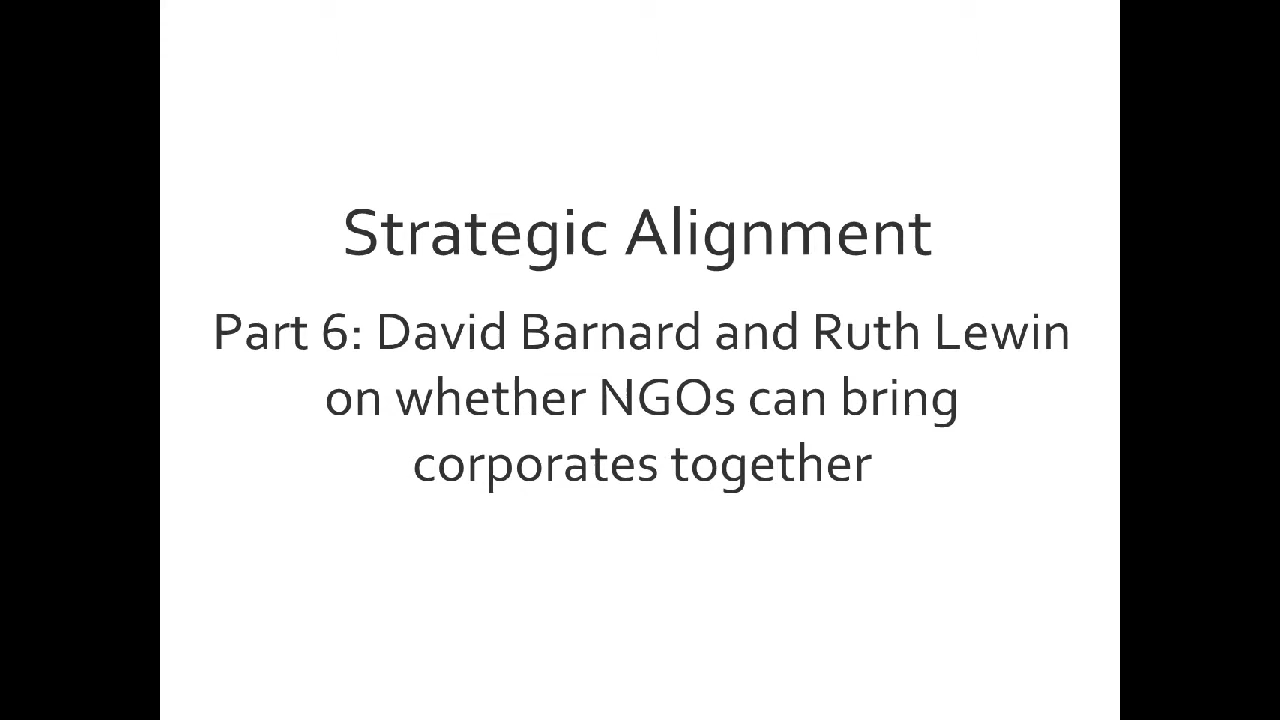 Strategic Alignment
Part 6: David Barnard and Ruth Lewin
on whether NGOs can bring
corporates together